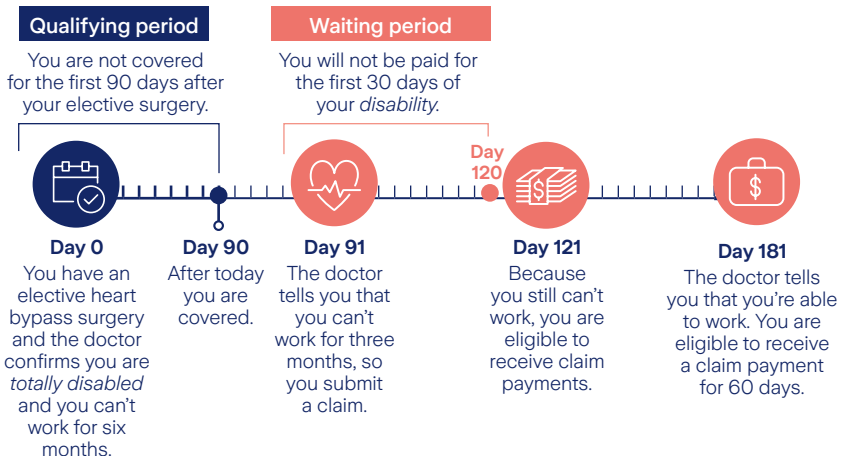 Qualifying period
You are not covered
for the first 90 days after
your elective surgery.
Waiting period
You will not be paid for
the first 30 days of
your disability.
Day
120
$
$
Day 0
You have an
elective heart
bypass surgery
and the doctor
confirms you are
totally disabled
and you can't
work for six
months.
Day 90
After today
you are
covered.
Day 91
The doctor
tells you that
you can't
work for three
months, so
you submit
a claim.
Day 121
Because
you still can't
work, you are
eligible to
receive claim
payments.
Day 181
The doctor tells
you that you're able
to work. You are
eligible to receive
a claim payment
for 60 days.